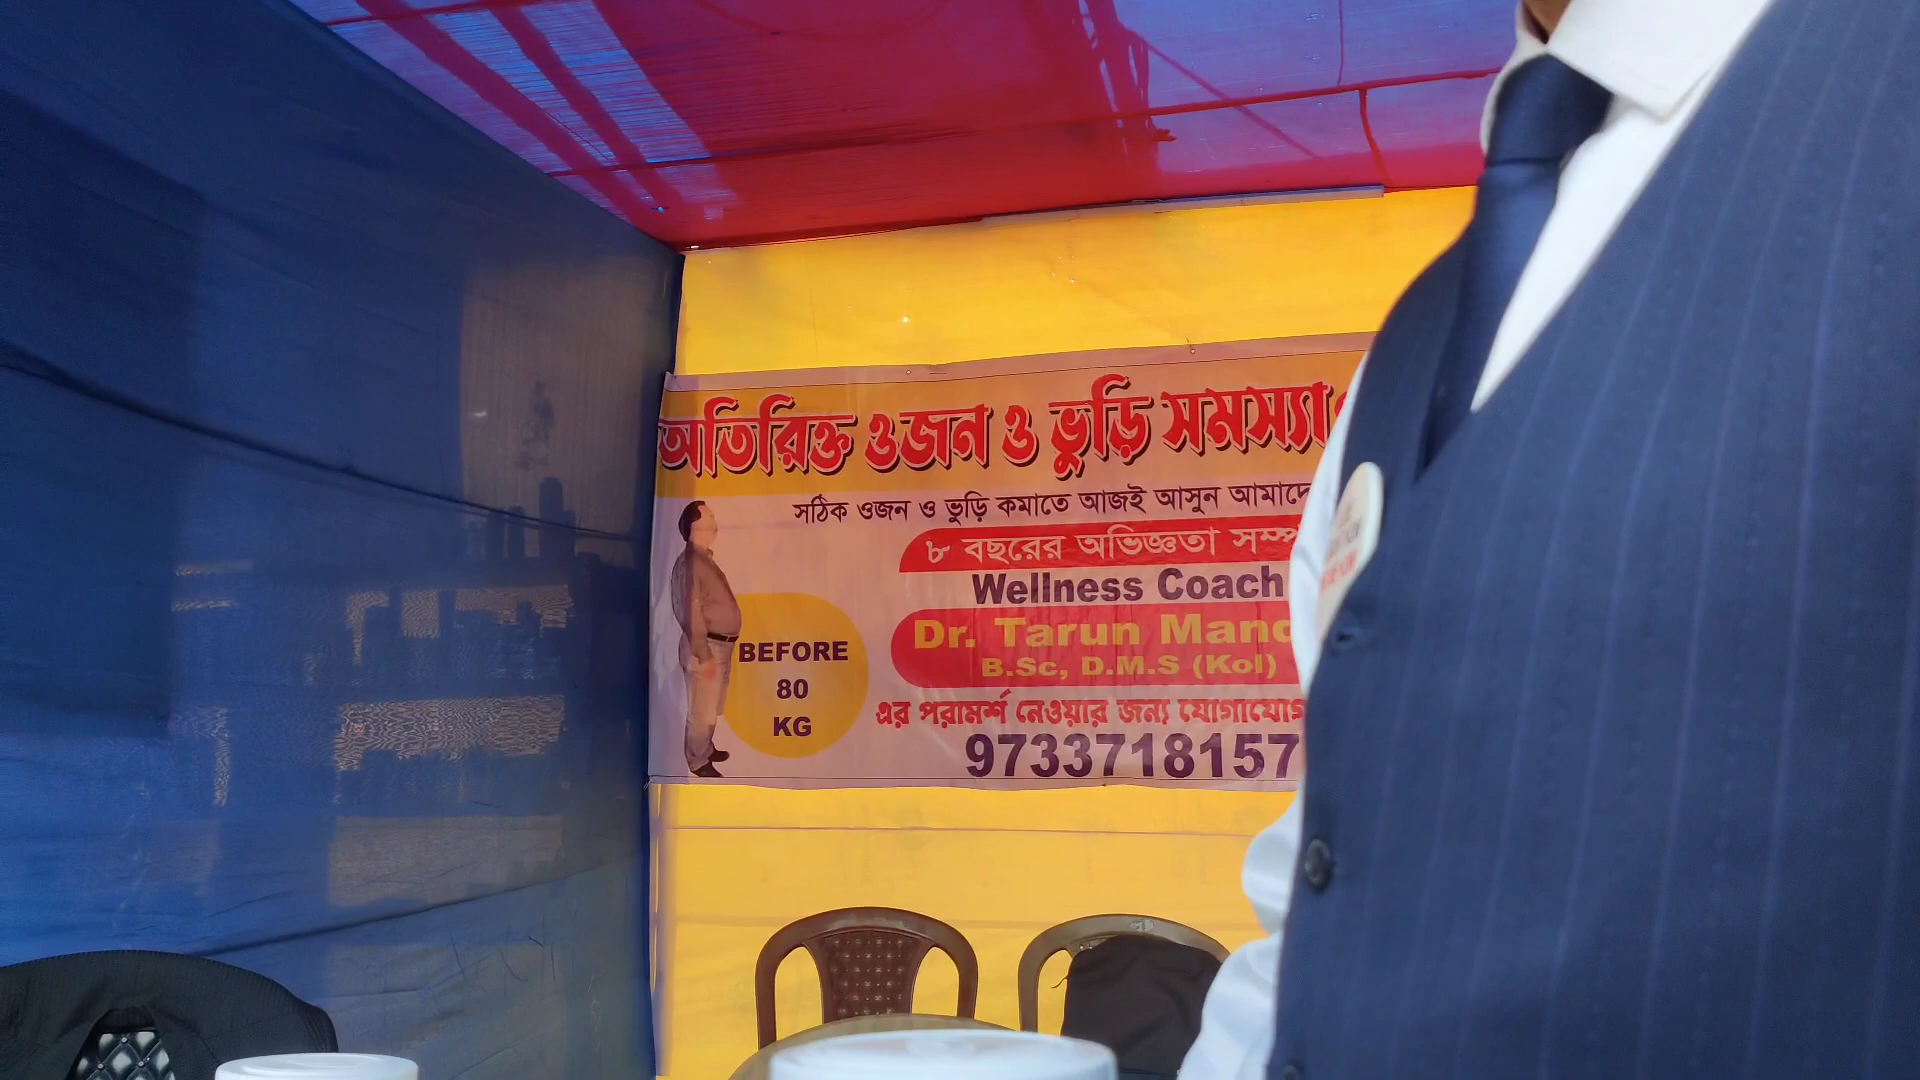 অতিরিক্ত ওজন ও ভুড়ি সমস্যা
সঠিক ওজন ও ভুড়ি কমাতে আজই আসুন আমাদে
৮ বছরের অভিজ্ঞতা সম্প
Wellness Coach
Dr. Tarun Mand
B.Sc, D.M.S (Kol)
এর পরামর্শ নেওয়ার জন্য যোগাযোগ
9733718157
BEFORE
80
KG